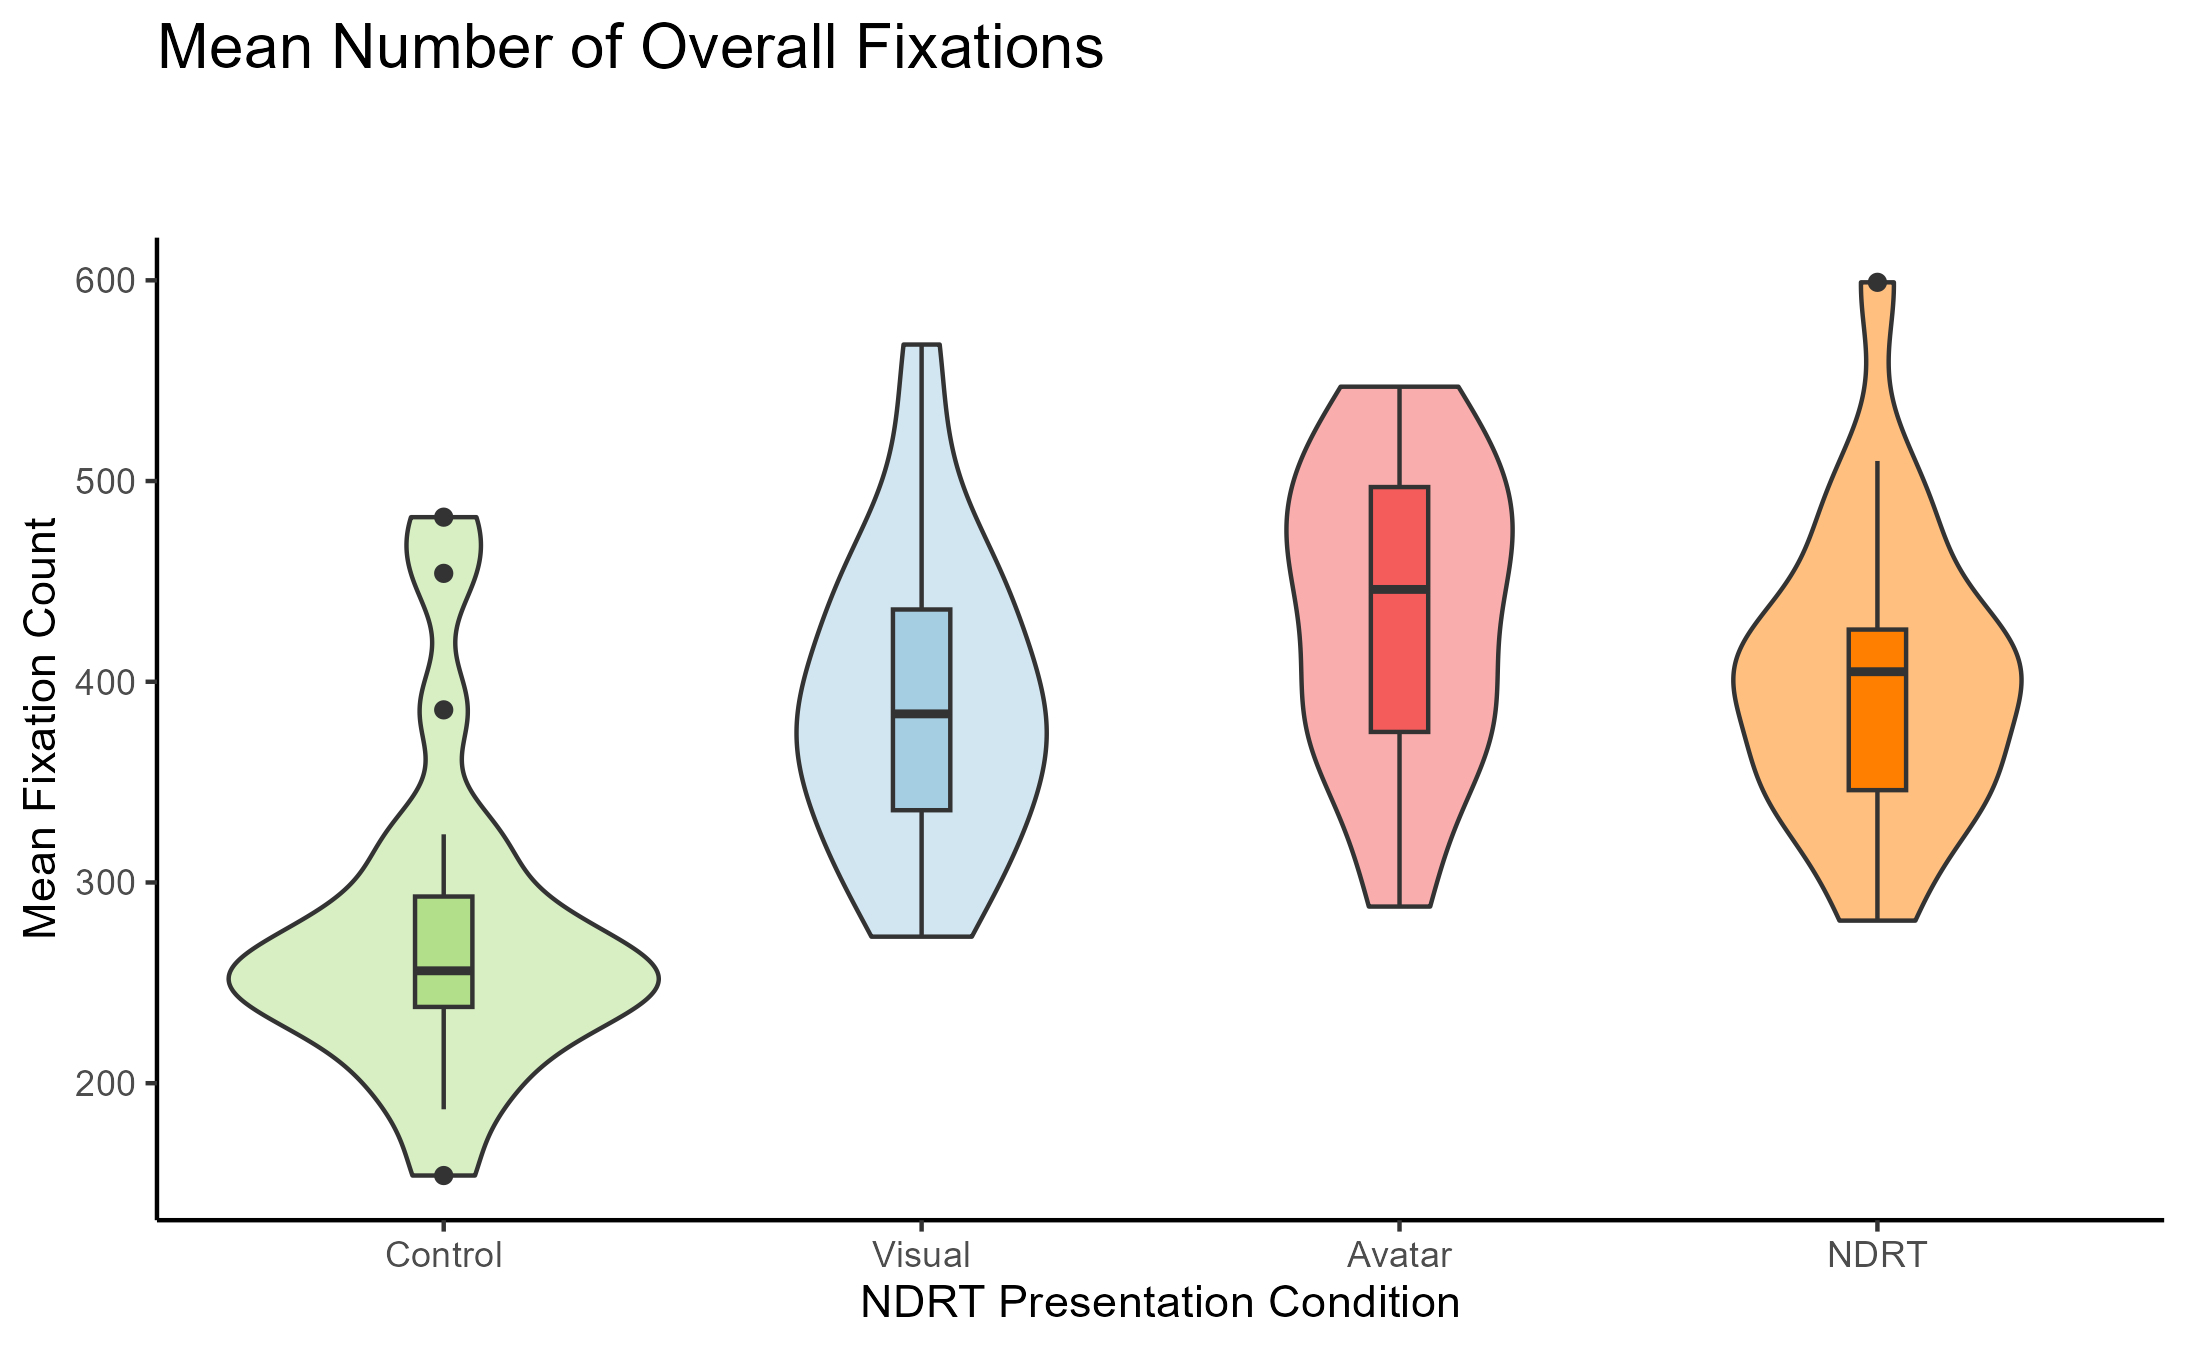 Mean Number of Overall Fixations
Mean Fixation Count
600
500
400
300
200
Control Visual Avatar NDRT
NDRT Presentation Condition